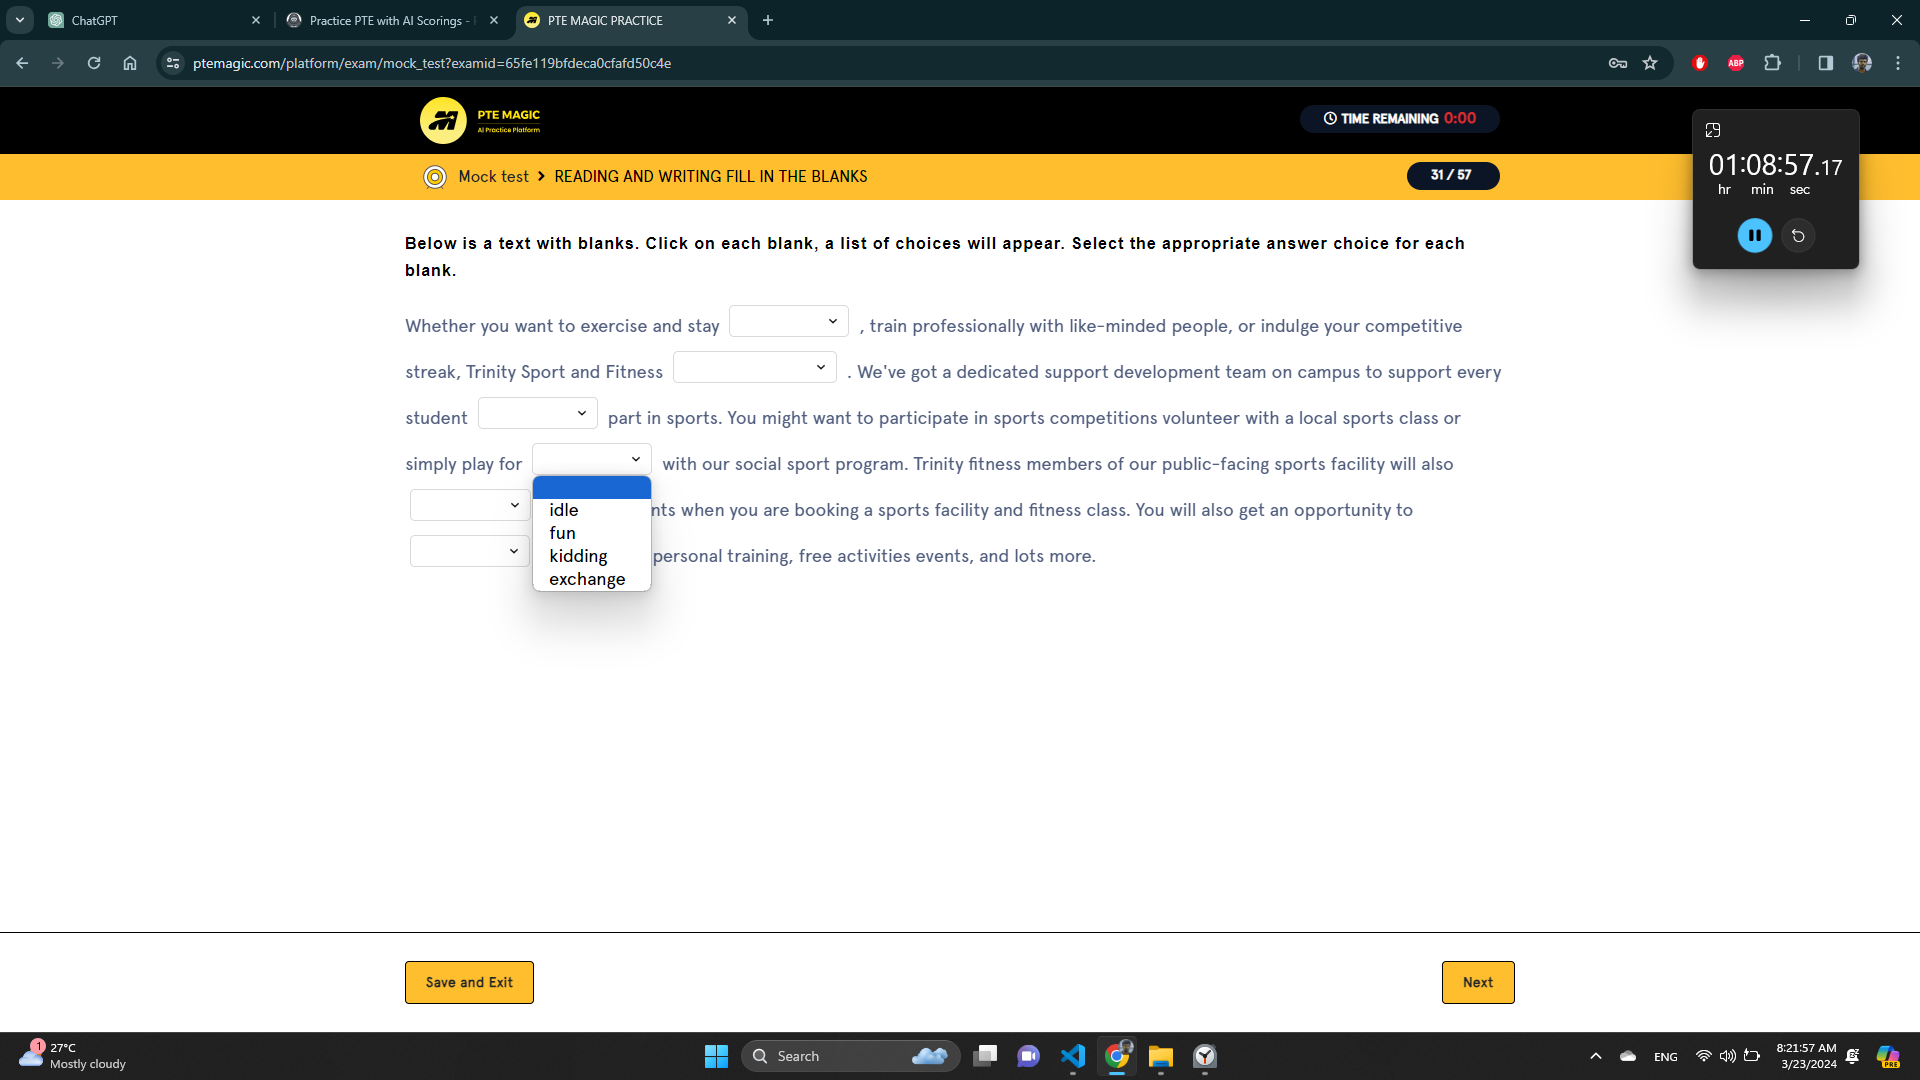 ChatGPT
Practice PTE with AI Scorings -
PTE MAGIC PRACTICE
ptemagic.com/platform/exam/mock_test?examid=65fe119bfdeca0cfafd50c4e
ABP
PTE MAGIC
AI Practice Platform
TIME REMAINING 0:00
01:08:57.17
hr min sec
Mock test > READING AND WRITING FILL IN THE BLANKS
31 / 57
Below is a text with blanks. Click on each blank, a list of choices will appear. Select the appropriate answer choice for each
blank.
Whether you want to exercise and stay , train professionally with like-minded people, or indulge your competitive
streak, Trinity Sport and Fitness . We've got a dedicated support development team on campus to support every
student part in sports. You might want to participate in sports competitions volunteer with a local sports class or
simply play for with our social sport program. Trinity fitness members of our public-facing sports facility will also
nts when you are booking a sports facility and fitness class. You will also get an opportunity to
personal training, free activities events, and lots more.
idle
fun
kidding
exchange
Save and Exit
Next
1
27°C
Mostly cloudy
Search
ENG
8:21:57 AM
3/23/2024
PRE